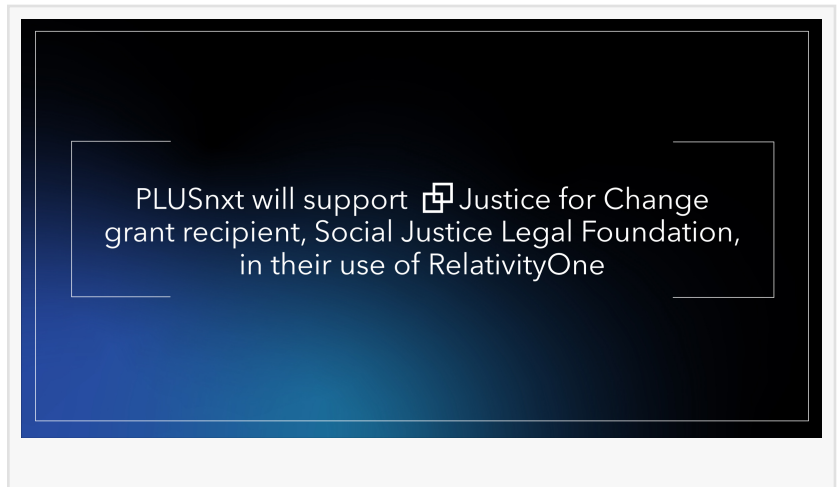 PLUSnxt will support Justice for Change
grant recipient, Social Justice Legal Foundation,
in their use of RelativityOne